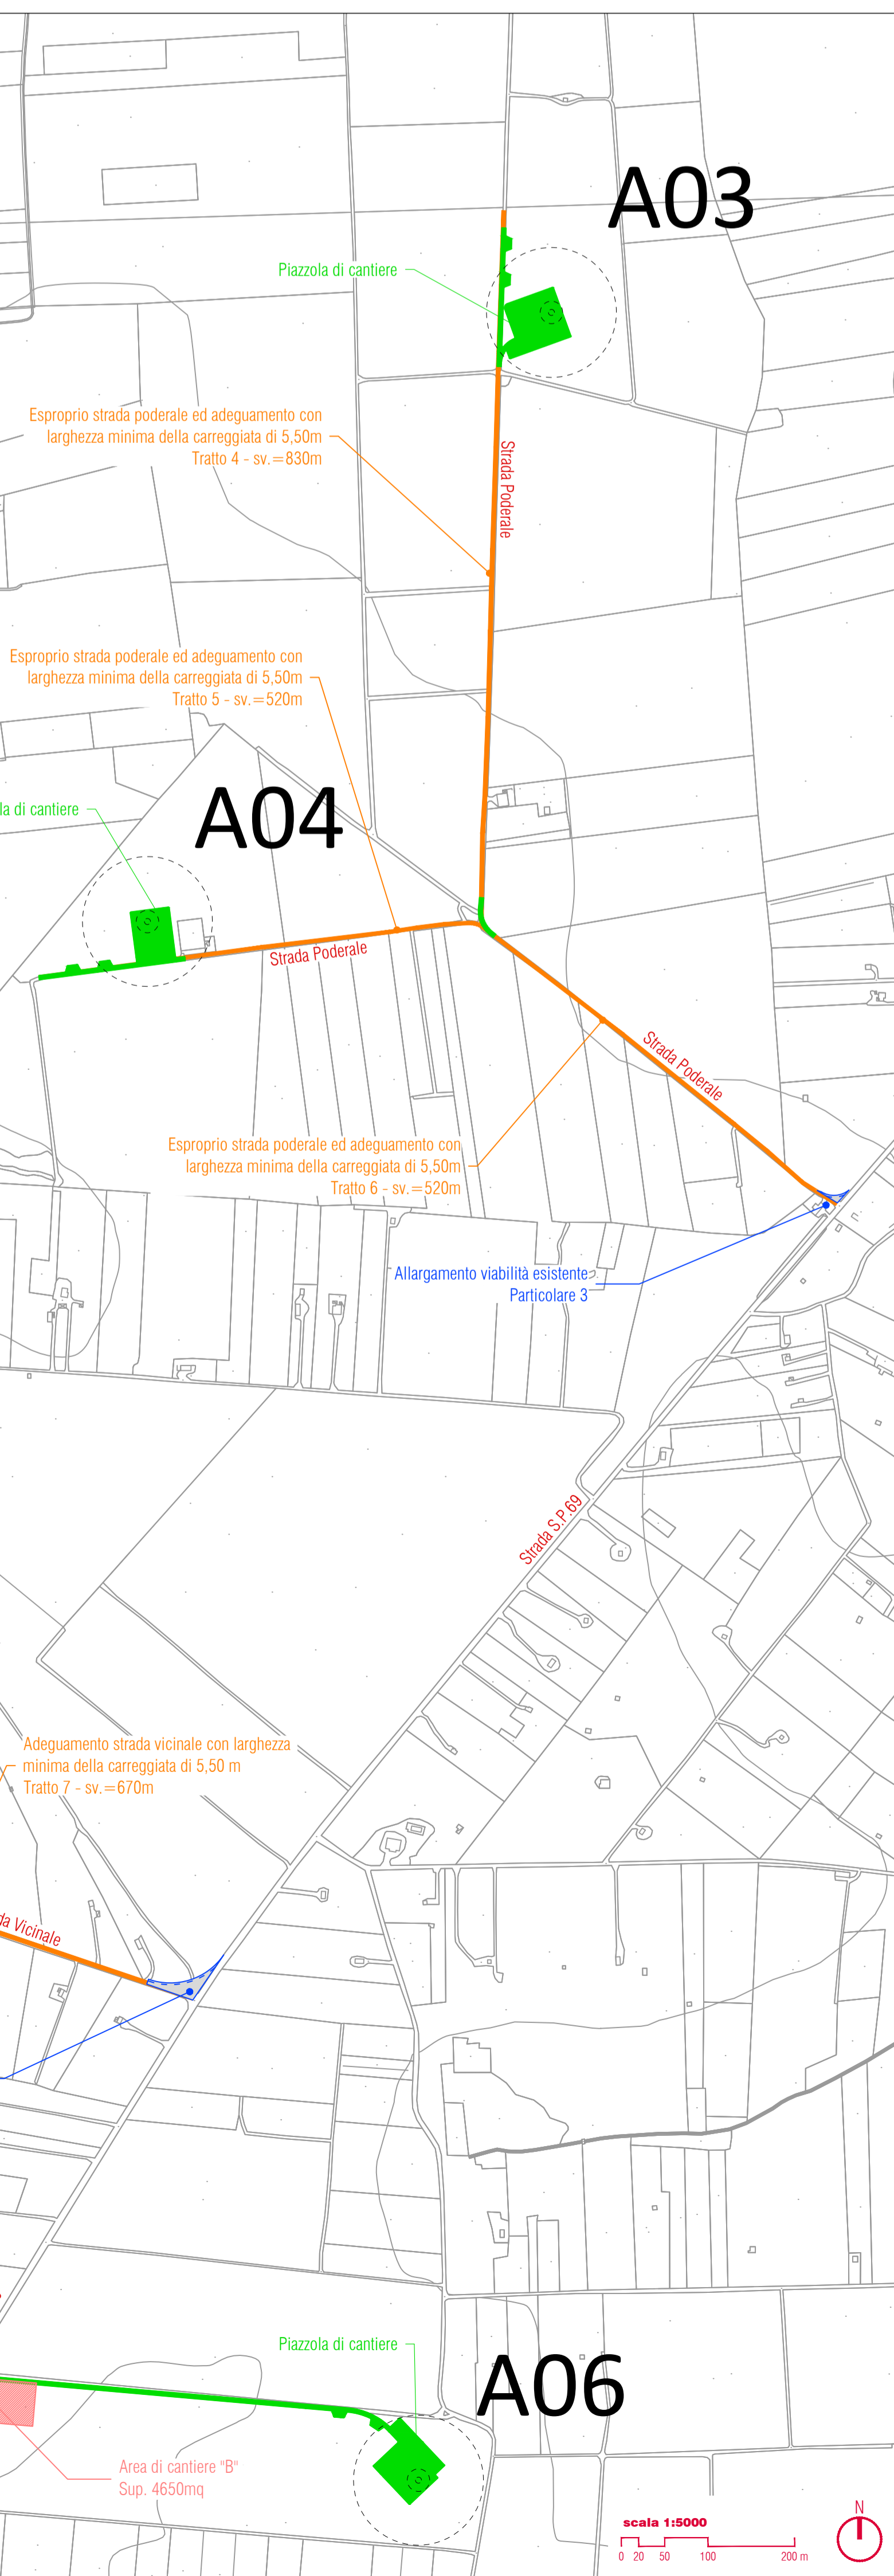 A03
Piazzola di cantiere
Esproprio strada poderale ed adeguamento con
larghezza minima della carreggiata di 5,50m
Tratto 4 - sv.=830m
Strada Poderale
Esproprio strada poderale ed adeguamento con
larghezza minima della carreggiata di 5,50m
Tratto 5 - sv.=520m
A04
la di cantiere
Strada Poderale
Strada Poderale
Esproprio strada poderale ed adeguamento con
larghezza minima della carreggiata di 5,50m
Tratto 6 - sv.=520m
Allargamento viabilità esistente
Particolare 3
Strada S.P.69
Adeguamento strada vicinale con larghezza
minima della carreggiata di 5,50 m
Tratto 7 - sv.=670m
da Vicinale
Piazzola di cantiere
A06
Area di cantiere "B"
Sup. 4650mq
scala 1:5000
0 20 50 100 200 m
N